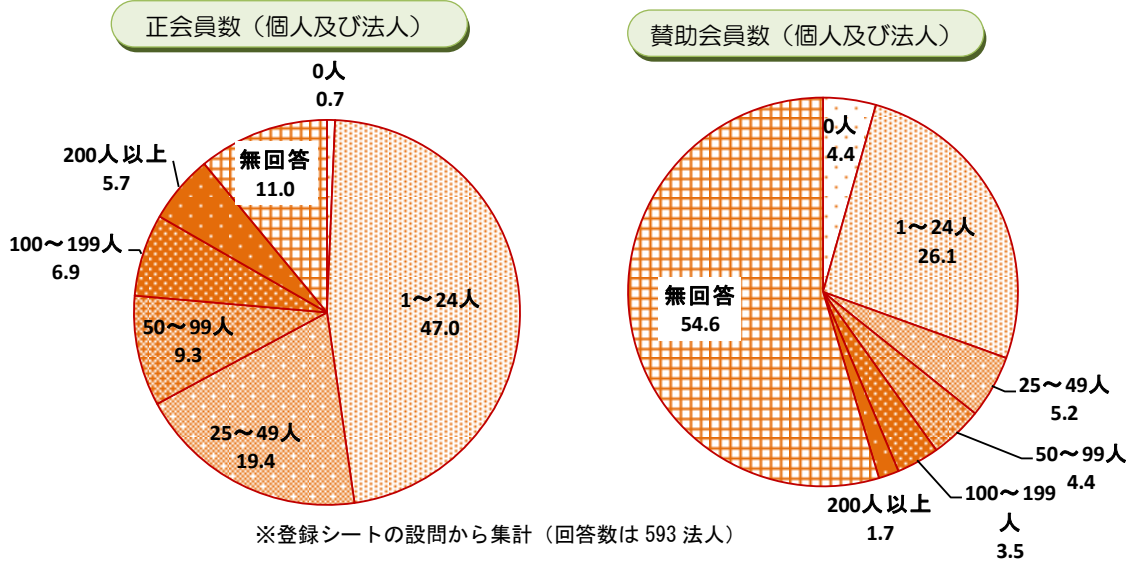 正会員数（個人及び法人）
0人
0.7
1～24人
47.0
25～49人
19.4
50～99人
9.3
100～199人
6.9
200人以上
5.7
無回答
11.0
賛助会員数（個人及び法人）
0人
4.4
1～24人
26.1
25～49人
5.2
50～99人
4.4
100～199
人
3.5
200人以上
1.7
無回答
54.6
※登録シートの設問から集計（回答数は 593 法人）